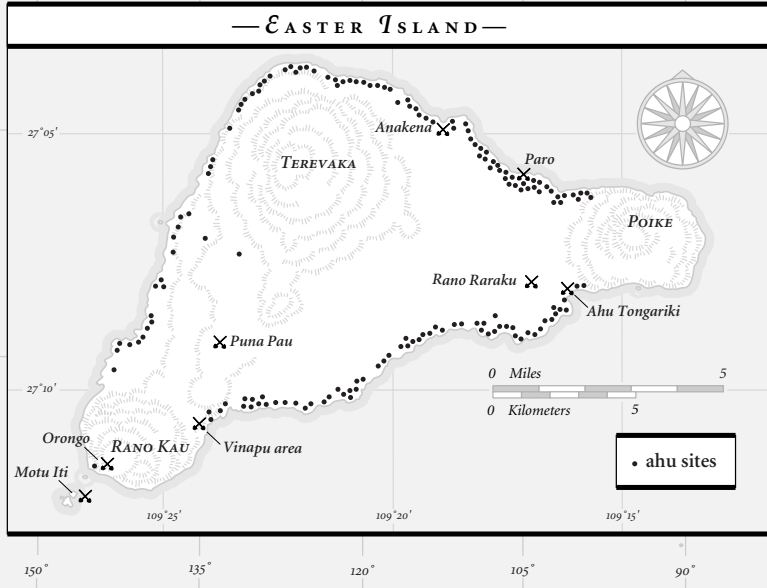 —Easter Island—
27°05'
Anakena
Terevaka
Paro
Poike
Rano Raraku
Ahu Tongariki
Puna Pau
0 Miles 5
27°10'
0 Kilometers 5
Orongo
Rano Kau
Vinapu area
ahu sites
Motu Iti
109°25'
109°20'
109°15'
150°
135°
120°
105°
90°